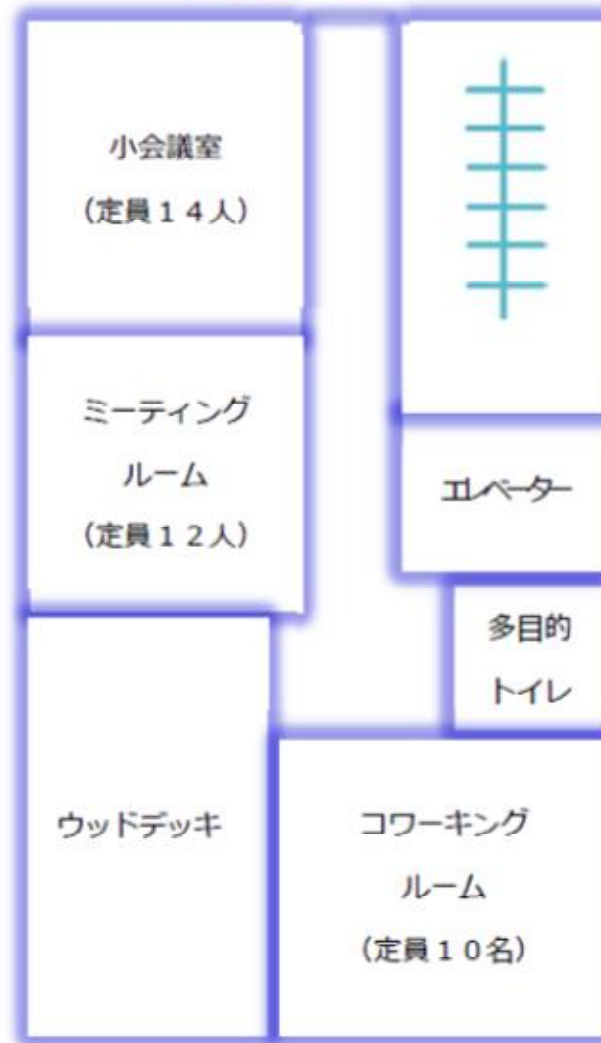 小会議室
(定員１４人)
ミーティング
ルーム
(定員１２人)
エレベーター
多目的
トイレ
ウッドデッキ
コワーキング
ルーム
(定員１０名)